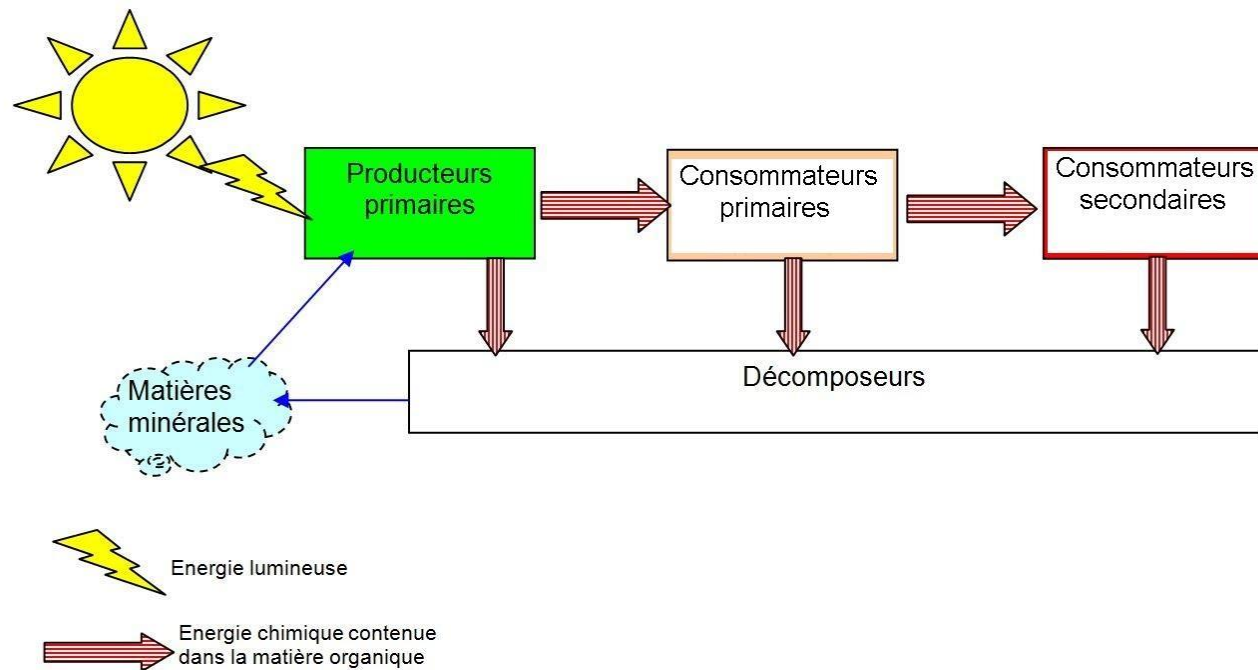 Producteurs
primaires
Consommateurs
primaires
Consommateurs
secondaires
Décomposeurs
Matières
minérales
Energie lumineuse
Energie chimique contenue
dans la matière organique